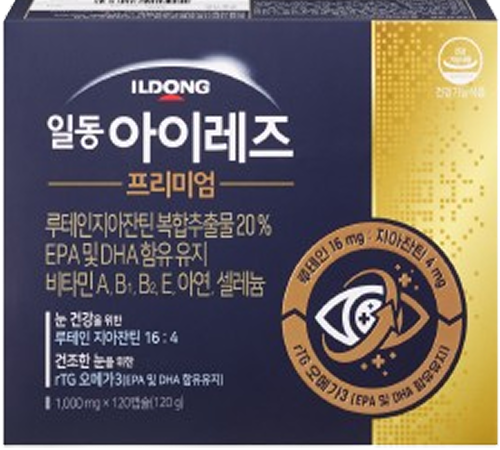 ILDONG
일동 아이레즈
프리미엄
루테인지아잔틴 복합추출물 20%
EPA 및 DHA 함유 유지
비타민 A, B₁, B₂, E, 아연, 셀레늄
눈 건강을 위한
루테인 지아잔틴 16 : 4
건조한 눈을 위한
rTG 오메가3(EPA 및 DHA 함유유지)
1,000 mg × 120캡슐(120 g)
루테인 16 mg : 지아잔틴 4 mg
rTG 오메가3 (EPA 및 DHA 함유유지)
건강기능식품